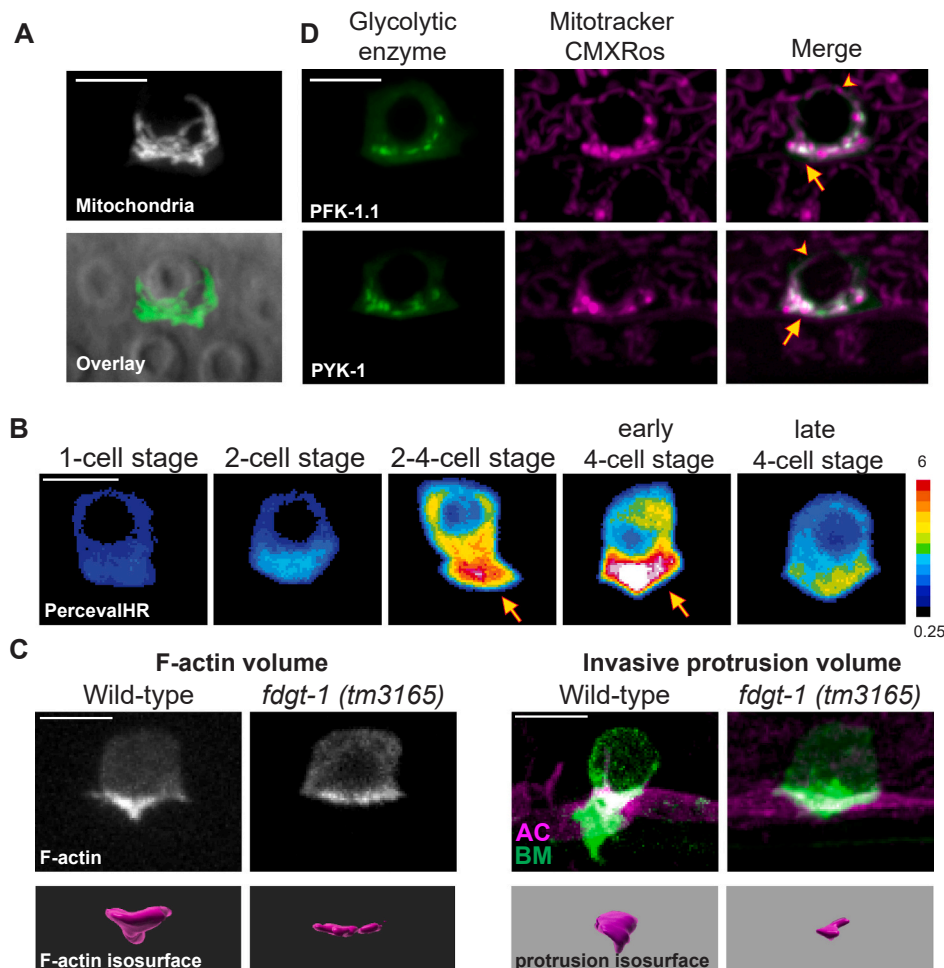 A
Mitochondria
Overlay
D
Glycolytic enzyme
Mitotracker CMXRos
Merge
PFK-1.1
PYK-1
B
1-cell stage
2-cell stage
2-4-cell stage
early 4-cell stage
late 4-cell stage
6
0.25
PercevalHR
C
F-actin volume
Wild-type
fdgt-1 (tm3165)
F-actin
F-actin isosurface
Invasive protrusion volume
Wild-type
fdgt-1 (tm3165)
AC
BM
protrusion isosurface